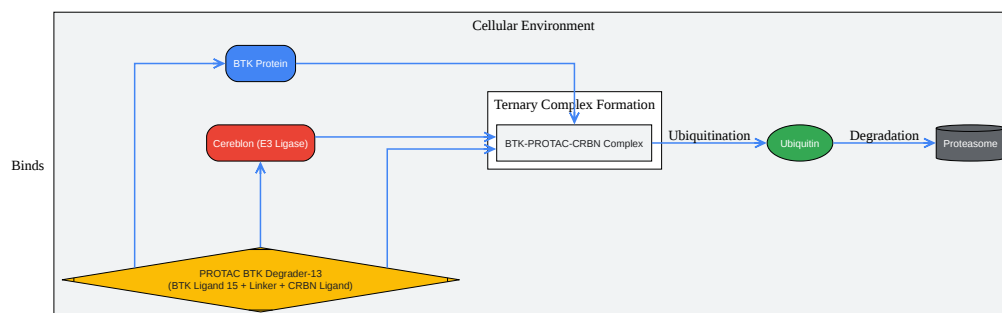 Cellular Environment
BTK Protein
Ternary Complex Formation
Cereblon (E3 Ligase)
BTK-PROTAC-CRBN Complex
Ubiquitination
Ubiquitin
Degradation
Proteasome
Binds
PROTAC BTK Degrader-13
(BTK Ligand 15 + Linker + CRBN Ligand)